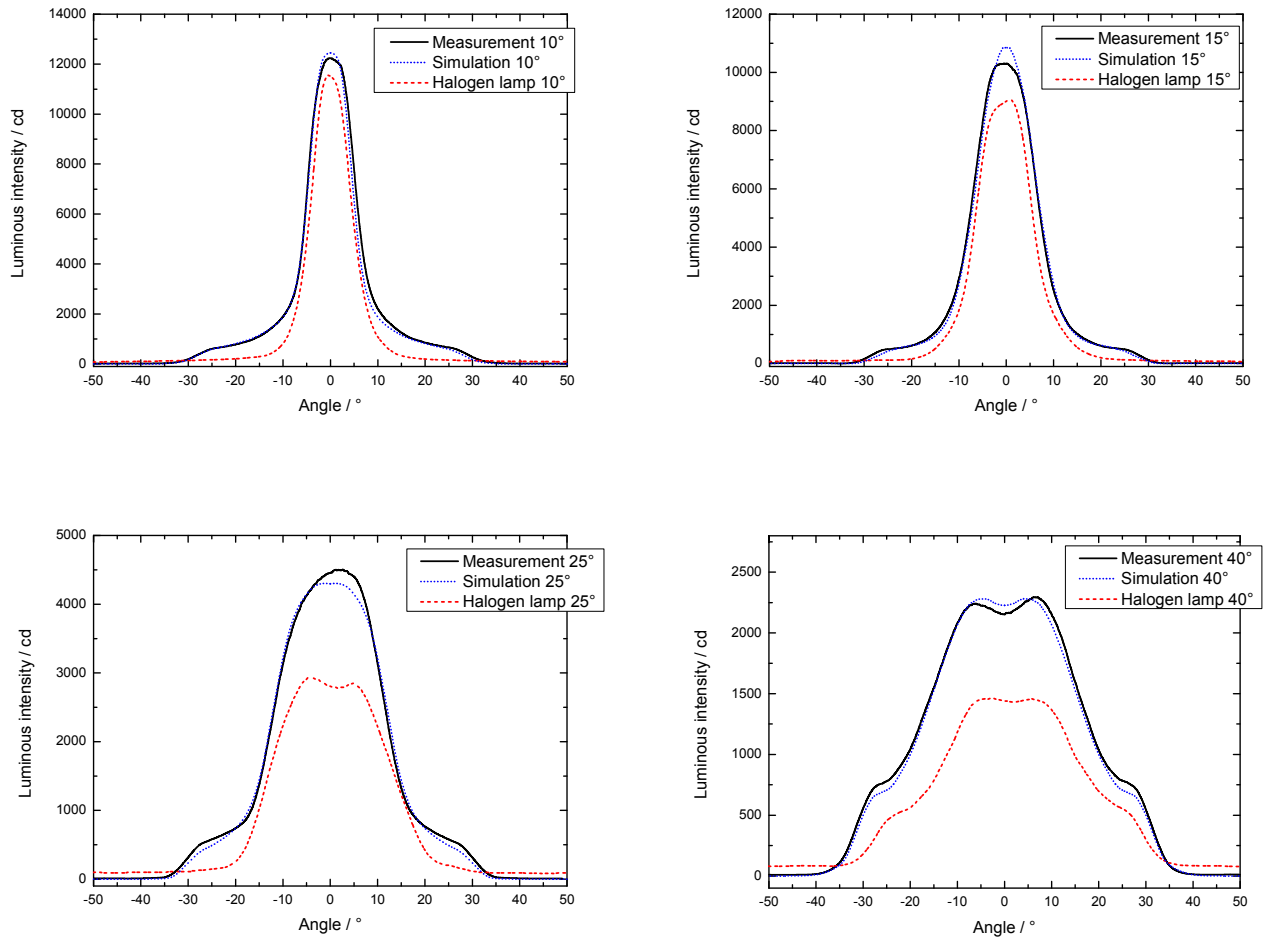 14000
12000
10000
8000
6000
4000
2000
0
Luminous intensity / cd
-50 -40 -30 -20 -10 0 10 20 30 40 50
Angle / °
Measurement 10°
Simulation 10°
Halogen lamp 10°
12000
10000
8000
6000
4000
2000
0
Luminous intensity / cd
-50 -40 -30 -20 -10 0 10 20 30 40 50
Angle / °
Measurement 15°
Simulation 15°
Halogen lamp 15°
5000
4000
3000
2000
1000
0
Luminous intensity / cd
-50 -40 -30 -20 -10 0 10 20 30 40 50
Angle / °
Measurement 25°
Simulation 25°
Halogen lamp 25°
2500
2000
1500
1000
500
0
Luminous intensity / cd
-50 -40 -30 -20 -10 0 10 20 30 40 50
Angle / °
Measurement 40°
Simulation 40°
Halogen lamp 40°